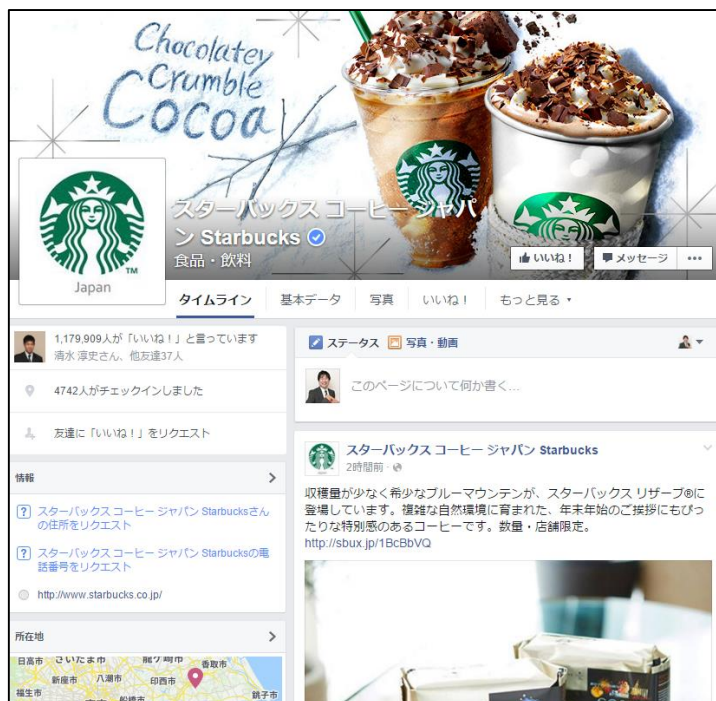 Chocolatey
Crumble
Cocoa
Japan
TM
スターバックス コーヒー ジャパ
ン Starbucks
食品・飲料
いいね！
メッセージ
タイムライン
基本データ
写真
いいね！
もっと見る
1,179,909人が「いいね！」と言っています
清水 淳史さん、他友達37人
4742人がチェックインしました
友達に「いいね！」をリクエスト
情報
スターバックス コーヒー ジャパン Starbucksさん
の住所をリクエスト
スターバックス コーヒー ジャパン Starbucksの電
話番号をリクエスト
http://www.starbucks.co.jp/
所在地
日高市 さいたま市 龍ケ崎市 香取市
新座市 八潮市 印西市
福生市 船橋市 銚子市
ステータス 写真・動画
このページについて何か書く...
スターバックス コーヒー ジャパン Starbucks
2時間前
収穫量が少なく希少なブルーマウンテンが、スターバックス リザーブ®に
登場しています。複雑な自然環境に育まれた、年末年始のご挨拶にもぴっ
たりな特別感のあるコーヒーです。数量・店舗限定。
http://sbux.jp/1BcBbVQ